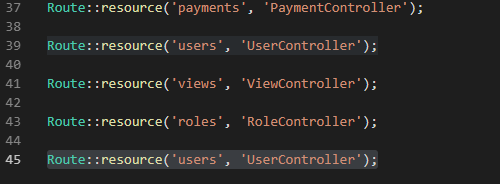 37 Route::resource('payments', 'PaymentController');
38
39 Route::resource('users', 'UserController');
40
41 Route::resource('views', 'ViewController');
42
43 Route::resource('roles', 'RoleController');
44
45 Route::resource('users', 'UserController');